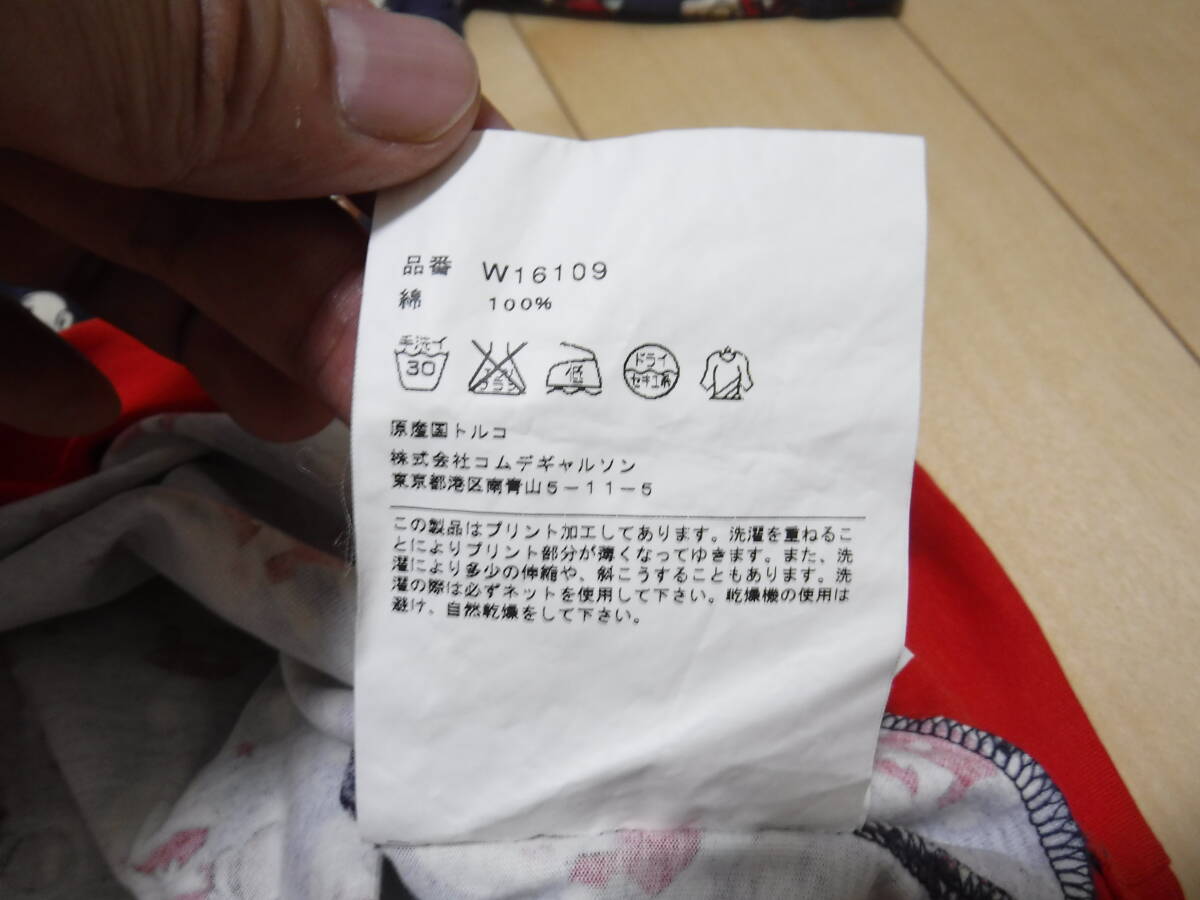 品番 W16109
綿 100%
手洗イ 30 エンソ サラシ 低 ドライ セキユ系
原産国トルコ
株式会社コムデギャルソン
東京都港区南青山5-11-5
この製品はプリント加工してあります。洗濯を重ねるこ
とによりプリント部分が薄くなってゆきます。また、洗
濯により多少の伸縮や、斜こうすることもあります。洗
濯の際は必ずネットを使用して下さい。乾燥機の使用は
避け、自然乾燥をして下さい。